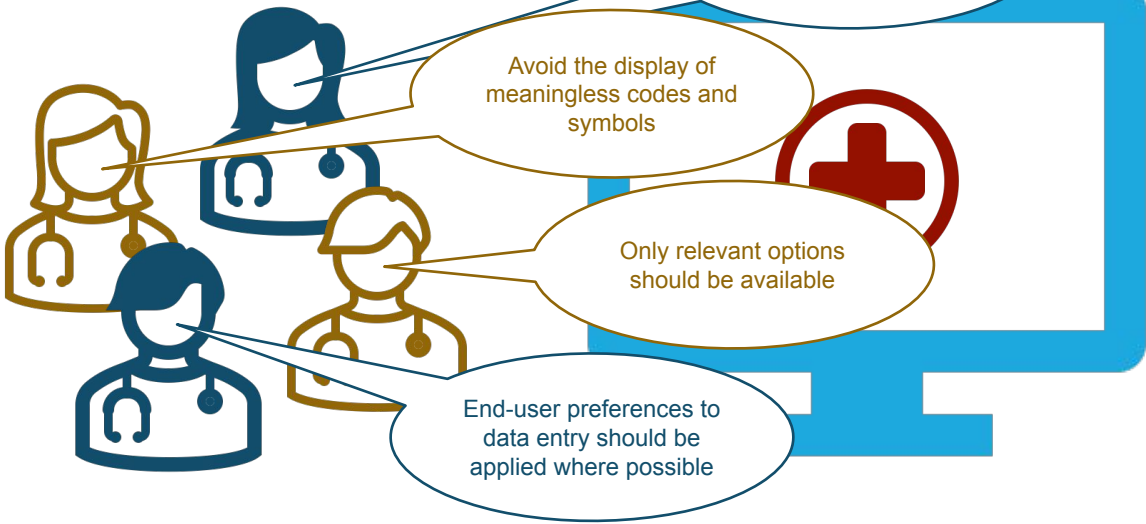 Avoid the display of
meaningless codes and
symbols
Only relevant options
should be available
End-user preferences to
data entry should be
applied where possible